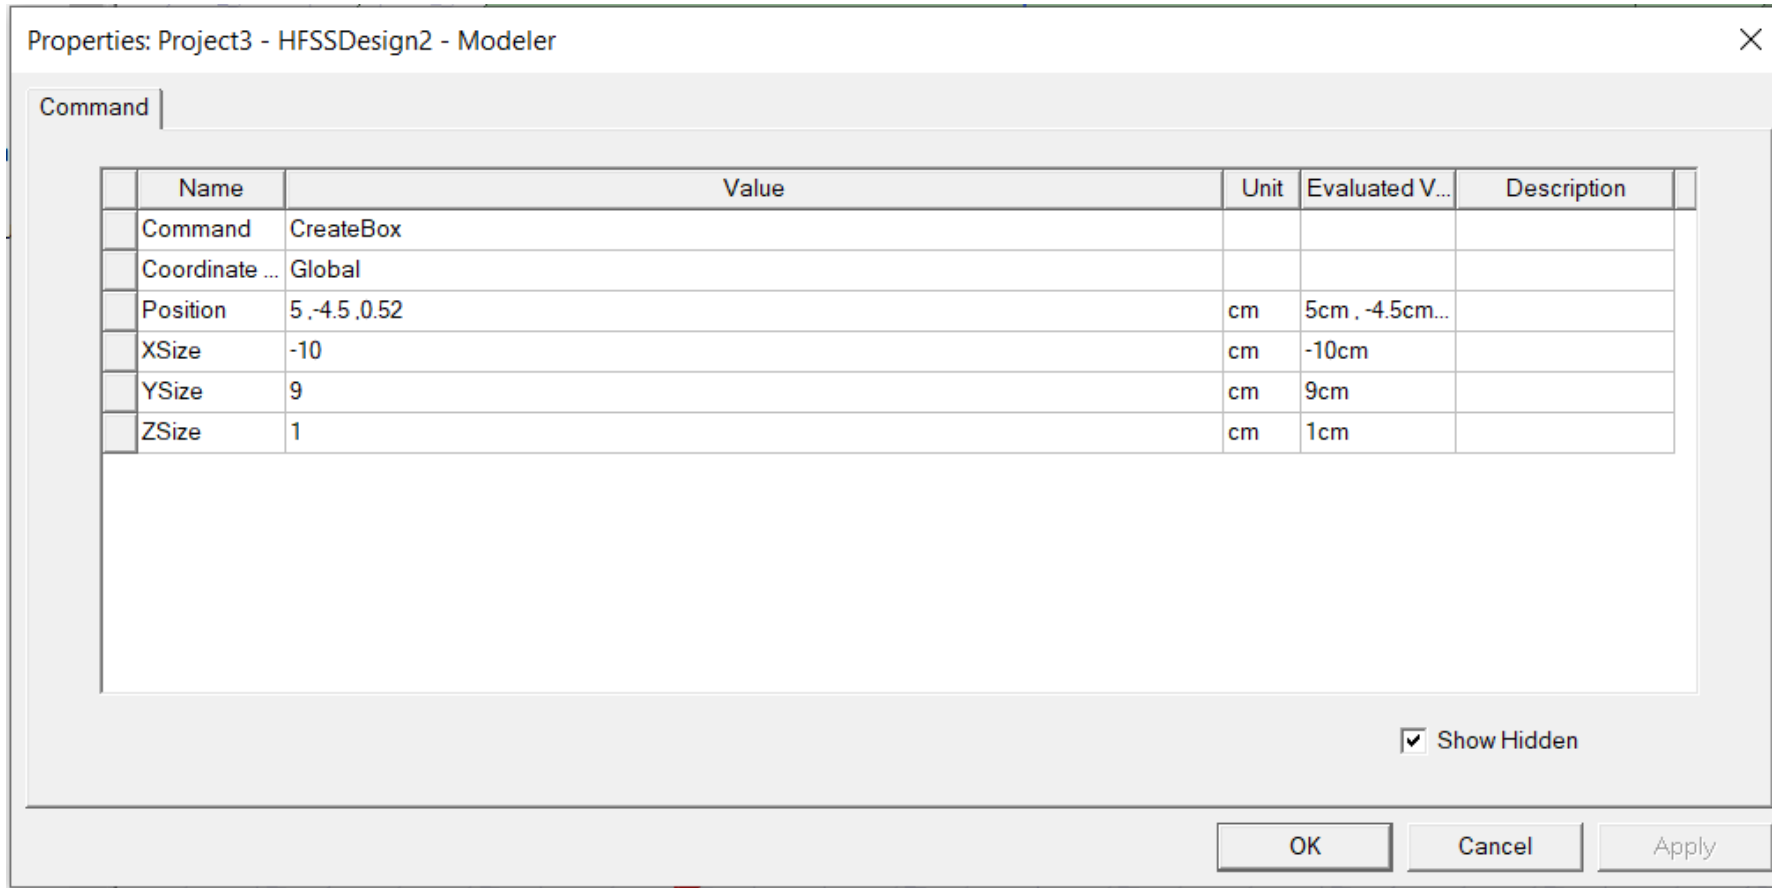 Properties: Project3 - HFSSDesign2 - Modeler
Command
Name Value Unit Evaluated V... Description
Command CreateBox
Coordinate ... Global
Position 5 ,-4.5 ,0.52 cm 5cm , -4.5cm...
XSize -10 cm -10cm
YSize 9 cm 9cm
ZSize 1 cm 1cm
Show Hidden
OK Cancel Apply